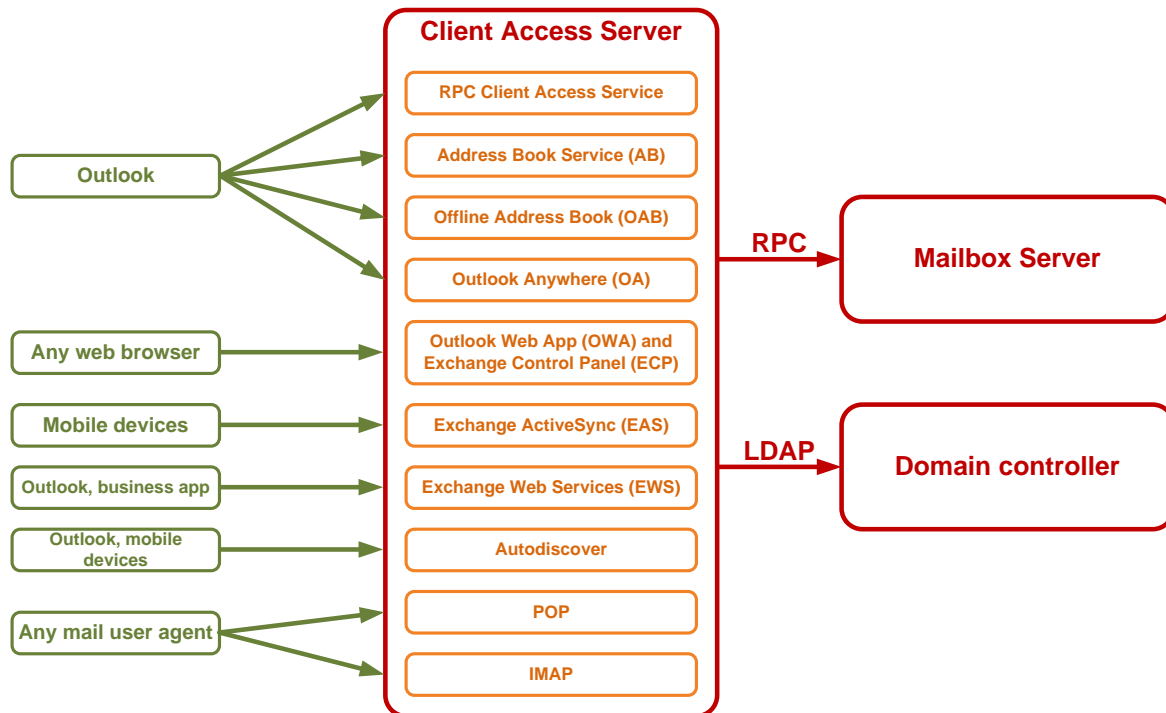 Client Access Server
RPC Client Access Service
Address Book Service (AB)
Outlook
Offline Address Book (OAB)
RPC
Mailbox Server
Outlook Anywhere (OA)
Any web browser
Outlook Web App (OWA) and
Exchange Control Panel (ECP)
Mobile devices
Exchange ActiveSync (EAS)
LDAP
Domain controller
Outlook, business app
Exchange Web Services (EWS)
Outlook, mobile
devices
Autodiscover
Any mail user agent
POP
IMAP